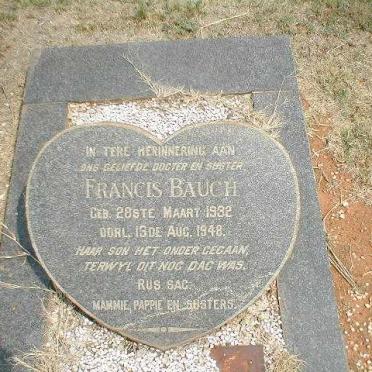 IN TERE HERINNERING AAN
ONS GELIEFDE DOGTER EN SUSTER
FRANCIS BAUCH
GEB. 28STE MAART 1932
OORL. 13DE AUG. 1948.
HAAR SON HET ONDER GEGAAN,
TERWYL DIT NOG DAG WAS.
RUS SAG.
MAMMIE, PAPPIE EN SUSTERS.